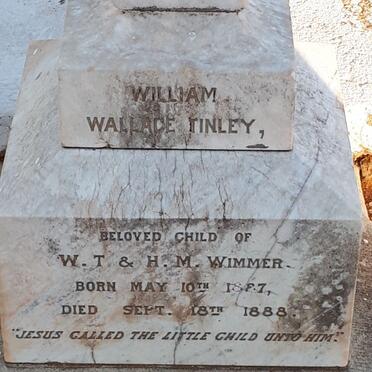 WILLIAM
WALLACE TINLEY,
BELOVED CHILD OF
W. T & H. M. WIMMER.
BORN MAY 10TH 1887,
DIED SEPT. 18TH 1888.
"JESUS CALLED THE LITTLE CHILD UNTO HIM."